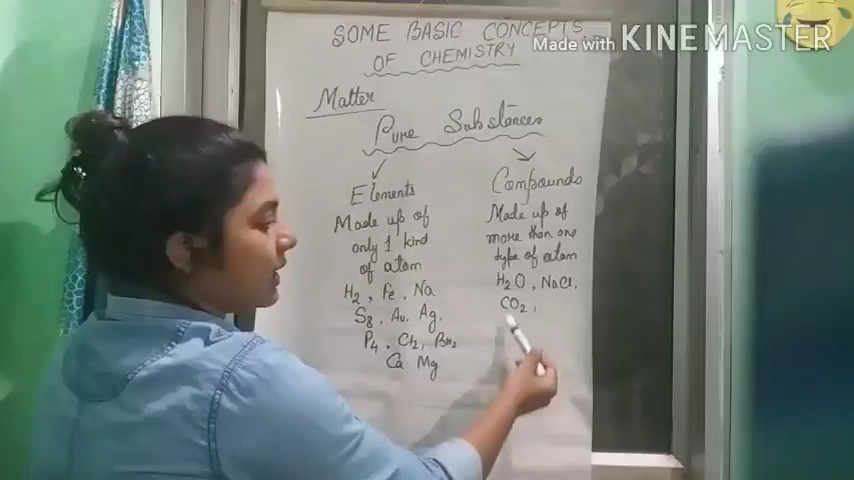 SOME BASIC CONCEPTS
OF CHEMISTRY
Made with KINEMASTER
Matter
Pure Substances
Elements
Made up of
only 1 kind
of atom
H₂, Fe, Na
S₈, Au, Ag,
P₄, Cl₂, Br₂
Ca Mg
Compounds
Made up of
more than one
type of atom
H₂O, NaCl,
CO₂,